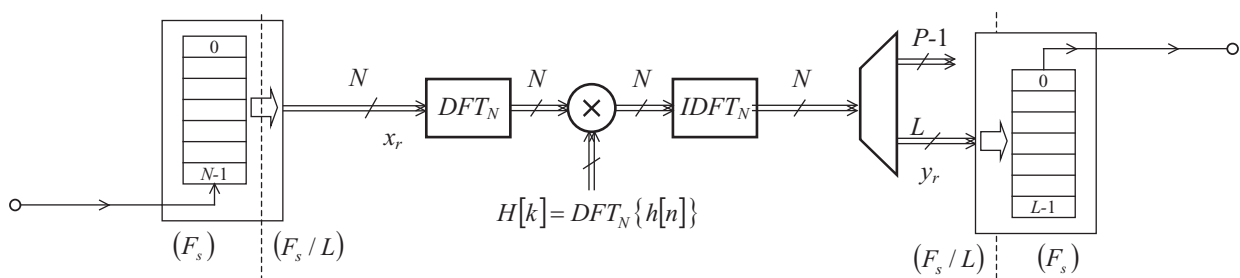 0
N-1
(F_s)
(F_s / L)
N
x_r
DFT_N
N
×
N
H[k] = DFT_N{h[n]}
IDFT_N
N
P-1
L
y_r
(F_s / L)
0
L-1
(F_s)